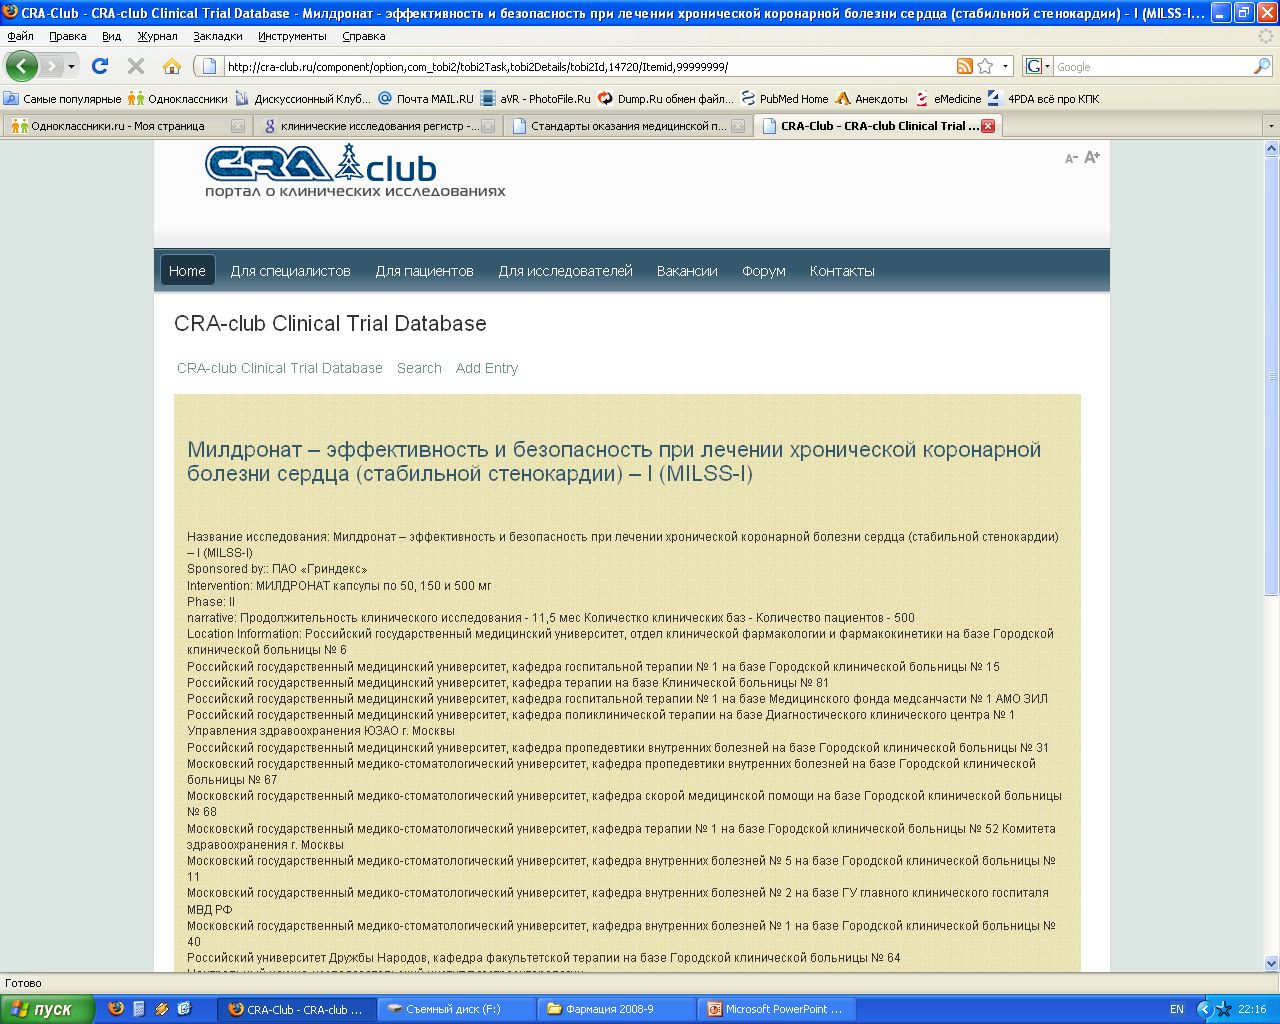 CRA-Club - CRA-club Clinical Trial Database - Милдронат - эффективность и безопасность при лечении хронической коронарной болезни сердца (стабильной стенокардии) - I (MILSS-I...
Файл Правка Вид Журнал Закладки Инструменты Справка
http://cra-club.ru/component/option,com_tobi2/tobi2Task,tobi2Details/tobi2Id,14720/Itemid,99999999/
Google
Самые популярные Одноклассники Дискуссионный Клуб... Почта MAIL.RU aVR - PhotoFile.Ru Dump.Ru обмен файл... PubMed Home Анекдоты eMedicine 4PDA всё про КПК
Одноклассники.ru - Моя страница клинические исследования регистр -... Стандарты оказания медицинской п... CRA-Club - CRA-club Clinical Trial ...
CRA club
портал о клинических исследованиях
A- A+
Home Для специалистов Для пациентов Для исследователей Вакансии Форум Контакты
CRA-club Clinical Trial Database
CRA-club Clinical Trial Database Search Add Entry
Милдронат – эффективность и безопасность при лечении хронической коронарной
болезни сердца (стабильной стенокардии) – I (MILSS-I)
Название исследования: Милдронат – эффективность и безопасность при лечении хронической коронарной болезни сердца (стабильной стенокардии)
– I (MILSS-I)
Sponsored by:: ПАО «Гриндекс»
Intervention: МИЛДРОНАТ капсулы по 50, 150 и 500 мг
Phase: II
narrative: Продолжительность клинического исследования - 11,5 мес Количестко клинических баз - Количество пациентов - 500
Location Information: Российский государственный медицинский университет, отдел клинической фармакологии и фармакокинетики на базе Городской
клинической больницы № 6
Российский государственный медицинский университет, кафедра госпитальной терапии № 1 на базе Городской клинической больницы № 15
Российский государственный медицинский университет, кафедра терапии на базе Клинической больницы № 81
Российский государственный медицинский университет, кафедра госпитальной терапии № 1 на базе Медицинского фонда медсанчасти № 1 АМО ЗИЛ
Российский государственный медицинский университет, кафедра поликлинической терапии на базе Диагностического клинического центра № 1
Управления здравоохранения ЮЗАО г. Москвы
Российский государственный медицинский университет, кафедра пропедевтики внутренних болезней на базе Городской клинической больницы № 31
Московский государственный медико-стоматологический университет, кафедра пропедевтики внутренних болезней на базе Городской клинической
больницы № 67
Московский государственный медико-стоматологический университет, кафедра скорой медицинской помощи на базе Городской клинической больницы
№ 68
Московский государственный медико-стоматологический университет, кафедра терапии № 1 на базе Городской клинической больницы № 52 Комитета
здравоохранения г. Москвы
Московский государственный медико-стоматологический университет, кафедра внутренних болезней № 5 на базе Городской клинической больницы №
11
Московский государственный медико-стоматологический университет, кафедра внутренних болезней № 2 на базе ГУ главного клинического госпиталя
МВД РФ
Московский государственный медико-стоматологический университет, кафедра внутренних болезней № 1 на базе Городской клинической больницы №
40
Российский университет Дружбы Народов, кафедра факультетской терапии на базе Городской клинической больницы № 64
Готово
пуск CRA-Club - CRA-club ... Съемный диск (F:) Фармация 2008-9 Microsoft PowerPoint ... EN 22:16